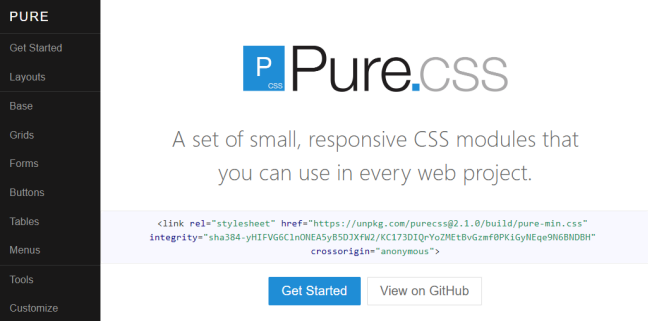 PURE
Get Started
Layouts
Base
Grids
Forms
Buttons
Tables
Menus
Tools
Customize
P
CSS
Pure.css
A set of small, responsive CSS modules that
you can use in every web project.
<link rel="stylesheet" href="https://unpkg.com/purecss@2.1.0/build/pure-min.css"
integrity="sha384-yHIFVG6ClnONEA5yB5DJXfW2/KC173DIQrYoZMEtBvGzmf0PKiGyNEqe9N6BNDBH"
crossorigin="anonymous">
Get Started
View on GitHub